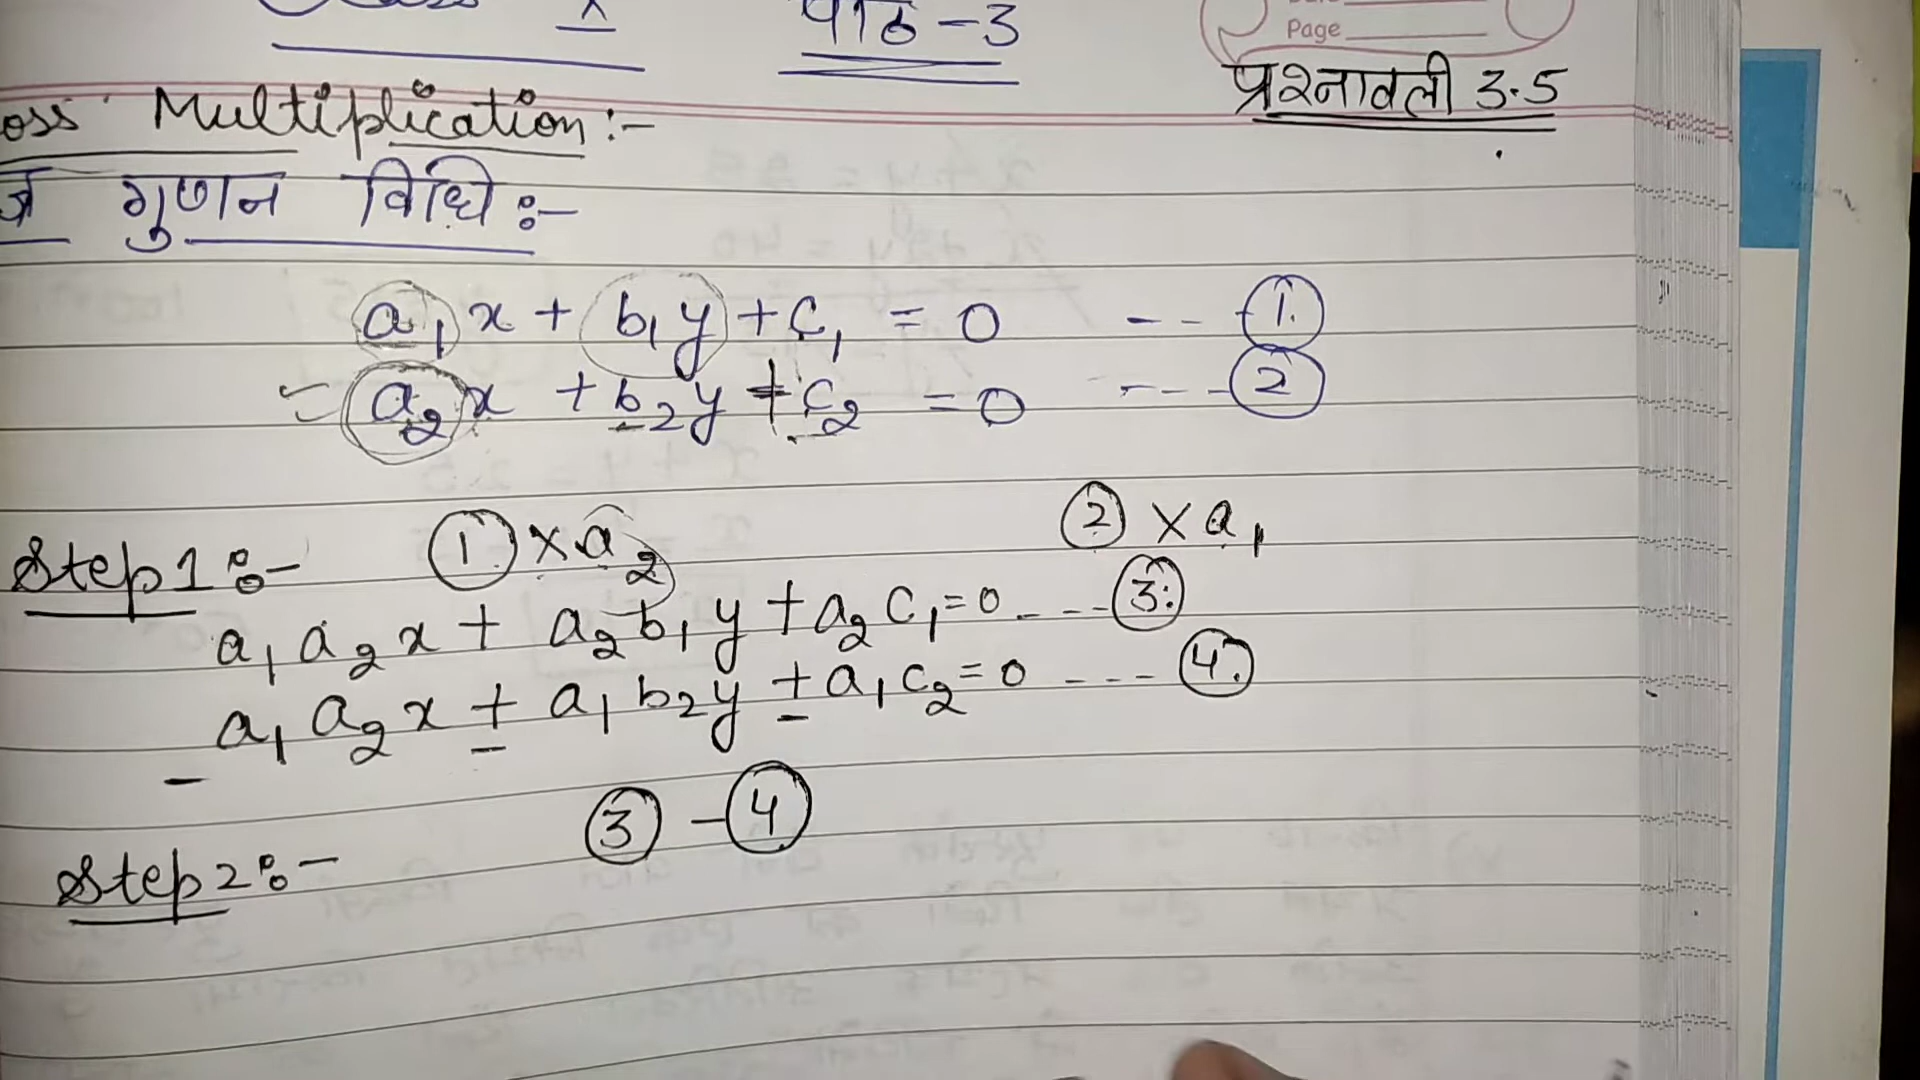 पाठ - 3
Page
प्रश्नावली 3.5
Multiplication :-
गुणन विधि :-
a₁x + b₁y + c₁ = 0 --- ①
a₂x + b₂y + c₂ = 0 --- ②
Step 1 :- ① × a₂ ② × a₁
a₁a₂x + a₂b₁y + a₂c₁ = 0 --- ③
a₁a₂x + a₁b₂y + a₁c₂ = 0 --- ④
- - -
③ - ④
Step 2 :-